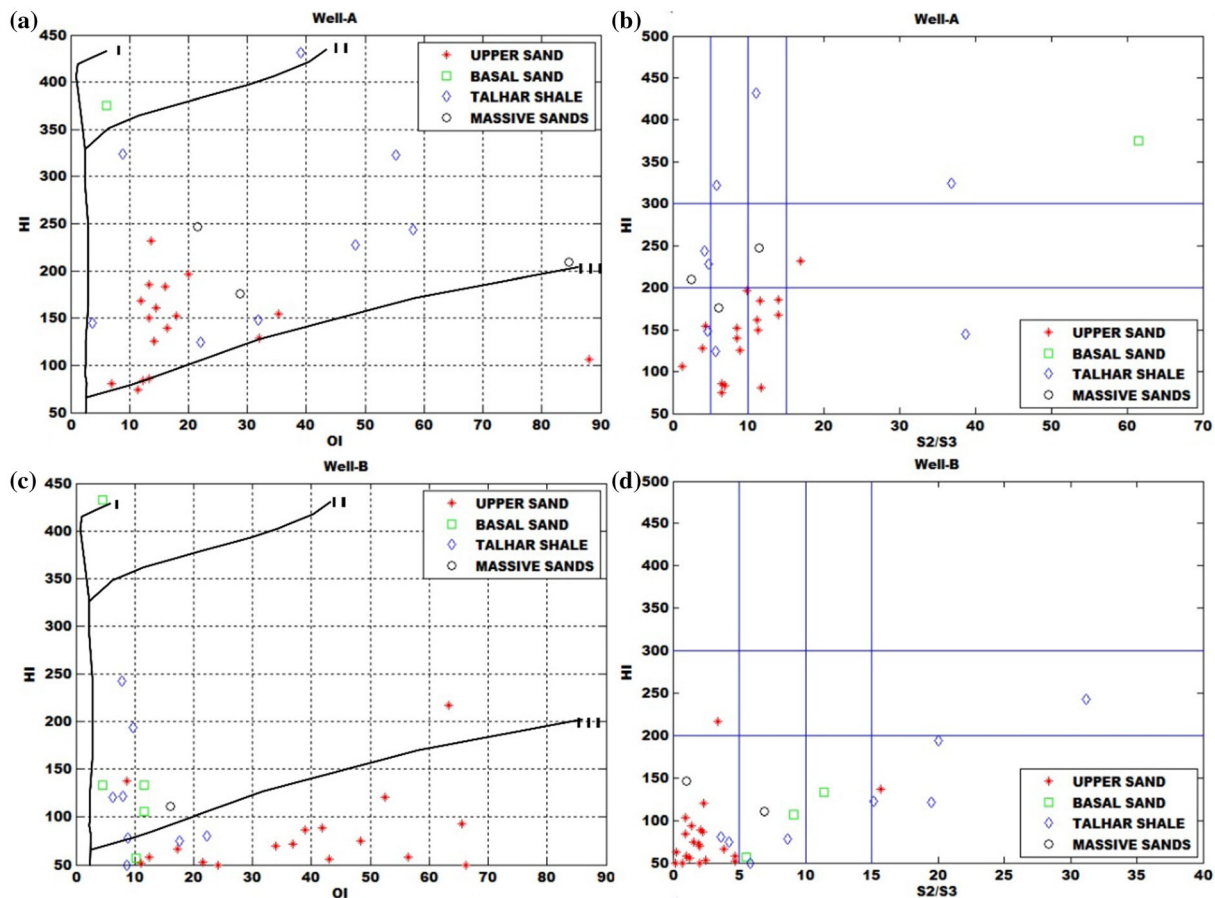 (a)
Well-A
450
400
350
300
250
200
150
100
50
0 10 20 30 40 50 60 70 80 90
HI
OI
I
II
III
UPPER SAND
BASAL SAND
TALHAR SHALE
MASSIVE SANDS
(b)
Well-A
500
450
400
350
300
250
200
150
100
50
0 10 20 30 40 50 60 70
HI
S2/S3
UPPER SAND
BASAL SAND
TALHAR SHALE
MASSIVE SANDS
(c)
Well-B
450
400
350
300
250
200
150
100
50
0 10 20 30 40 50 60 70 80 90
HI
OI
I
II
III
UPPER SAND
BASAL SAND
TALHAR SHALE
MASSIVE SANDS
(d)
Well-B
500
450
400
350
300
250
200
150
100
50
0 5 10 15 20 25 30 35 40
HI
S2/S3
UPPER SAND
BASAL SAND
TALHAR SHALE
MASSIVE SANDS